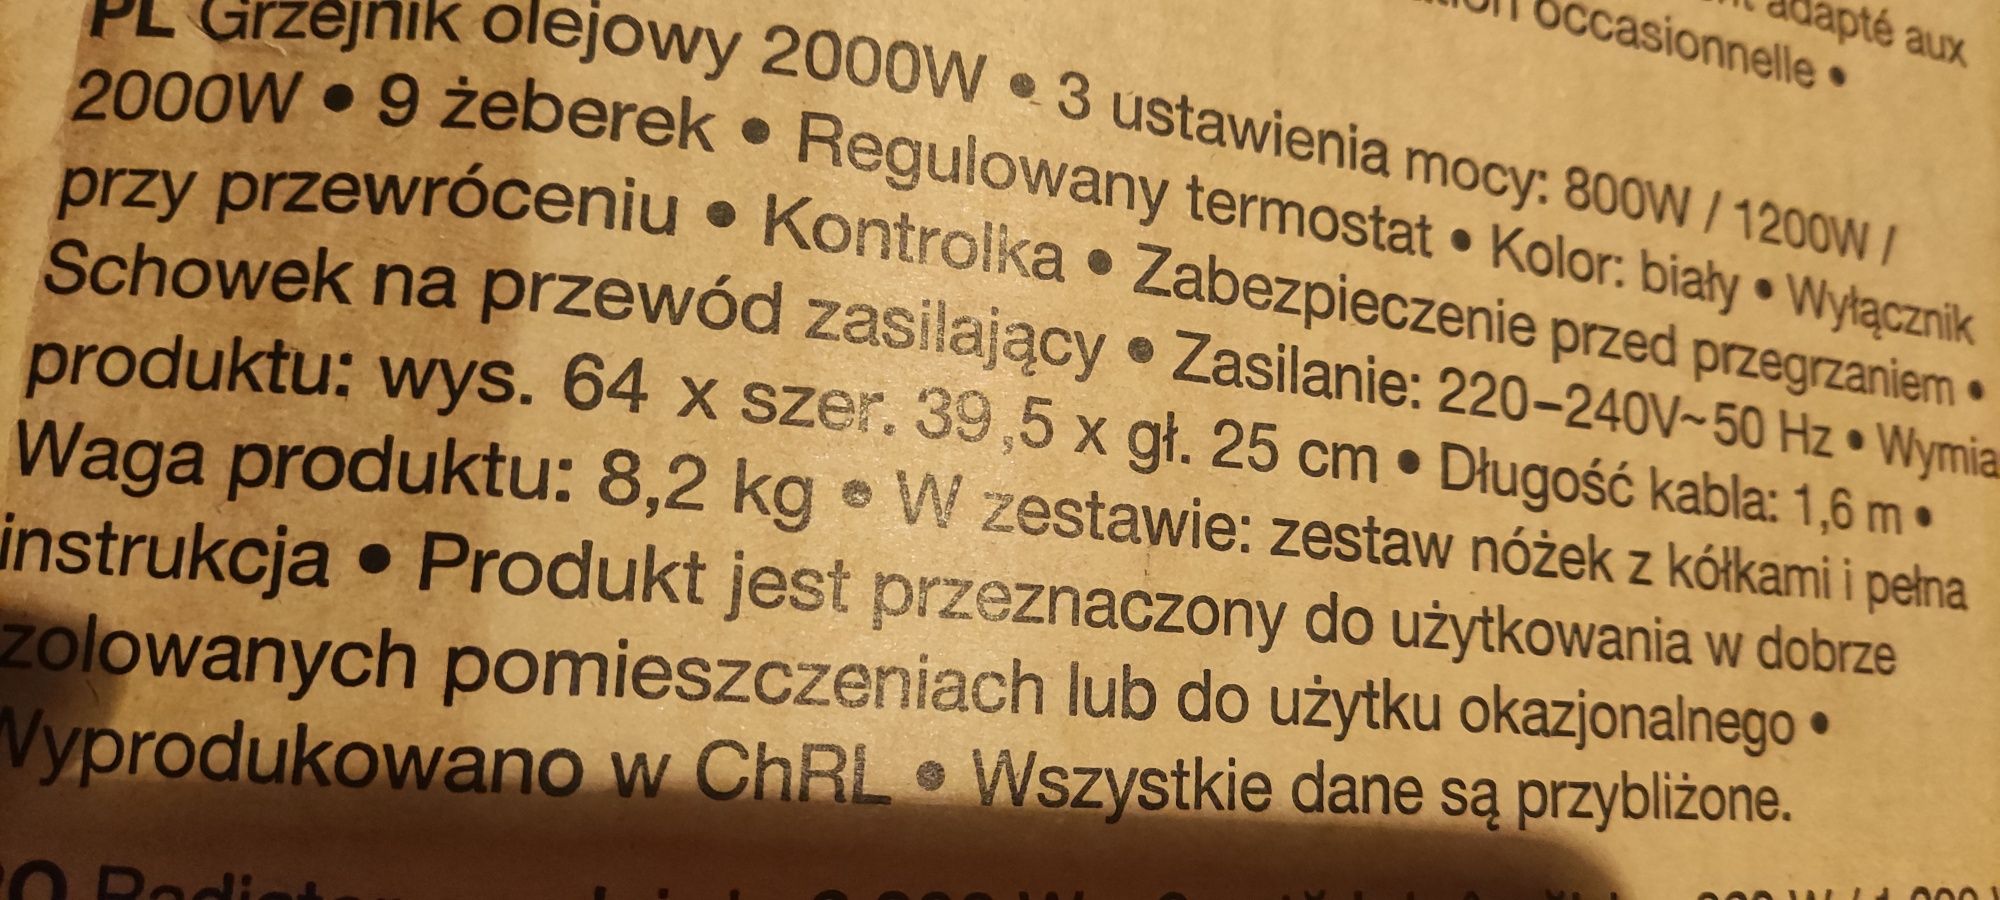 adapté aux
occasionnelle •
PL Grzejnik olejowy 2000W • 3 ustawienia mocy: 800W / 1200W /
2000W • 9 żeberek • Regulowany termostat • Kolor: biały • Wyłącznik
przy przewróceniu • Kontrolka • Zabezpieczenie przed przegrzaniem •
Schowek na przewód zasilający • Zasilanie: 220–240V~50 Hz • Wymia
produktu: wys. 64 x szer. 39,5 x gł. 25 cm • Długość kabla: 1,6 m •
Waga produktu: 8,2 kg • W zestawie: zestaw nóżek z kółkami i pełna
instrukcja • Produkt jest przeznaczony do użytkowania w dobrze
zolowanych pomieszczeniach lub do użytku okazjonalnego •
Wyprodukowano w ChRL • Wszystkie dane są przybliżone.